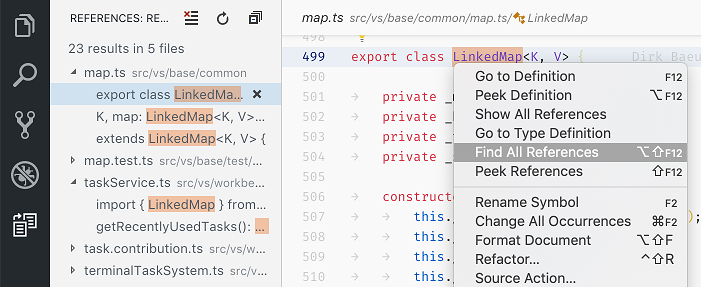 REFERENCES: RE...
23 results in 5 files
map.ts src/vs/base/common
export class LinkedMa...
K, map: LinkedMap<K, V>...
extends LinkedMap<K, V> {
map.test.ts src/vs/base/test/...
taskService.ts src/vs/workbe...
import { LinkedMap } from...
getRecentlyUsedTasks(): ...
task.contribution.ts src/vs/w...
terminalTaskSystem.ts src/v...
map.ts src/vs/base/common/map.ts/ LinkedMap
498
499 export class LinkedMap<K, V> { Dirk Baeu
500
501 private _
502 private _
503 private _
504 private _
505
506 constructo
507 this. );
508 this.
509 this.
510 this.
Go to Definition F12
Peek Definition ⌥F12
Show All References
Go to Type Definition
Find All References ⌥⇧F12
Peek References ⇧F12
Rename Symbol F2
Change All Occurrences ⌘F2
Format Document ⌥⇧F
Refactor... ^⇧R
Source Action...